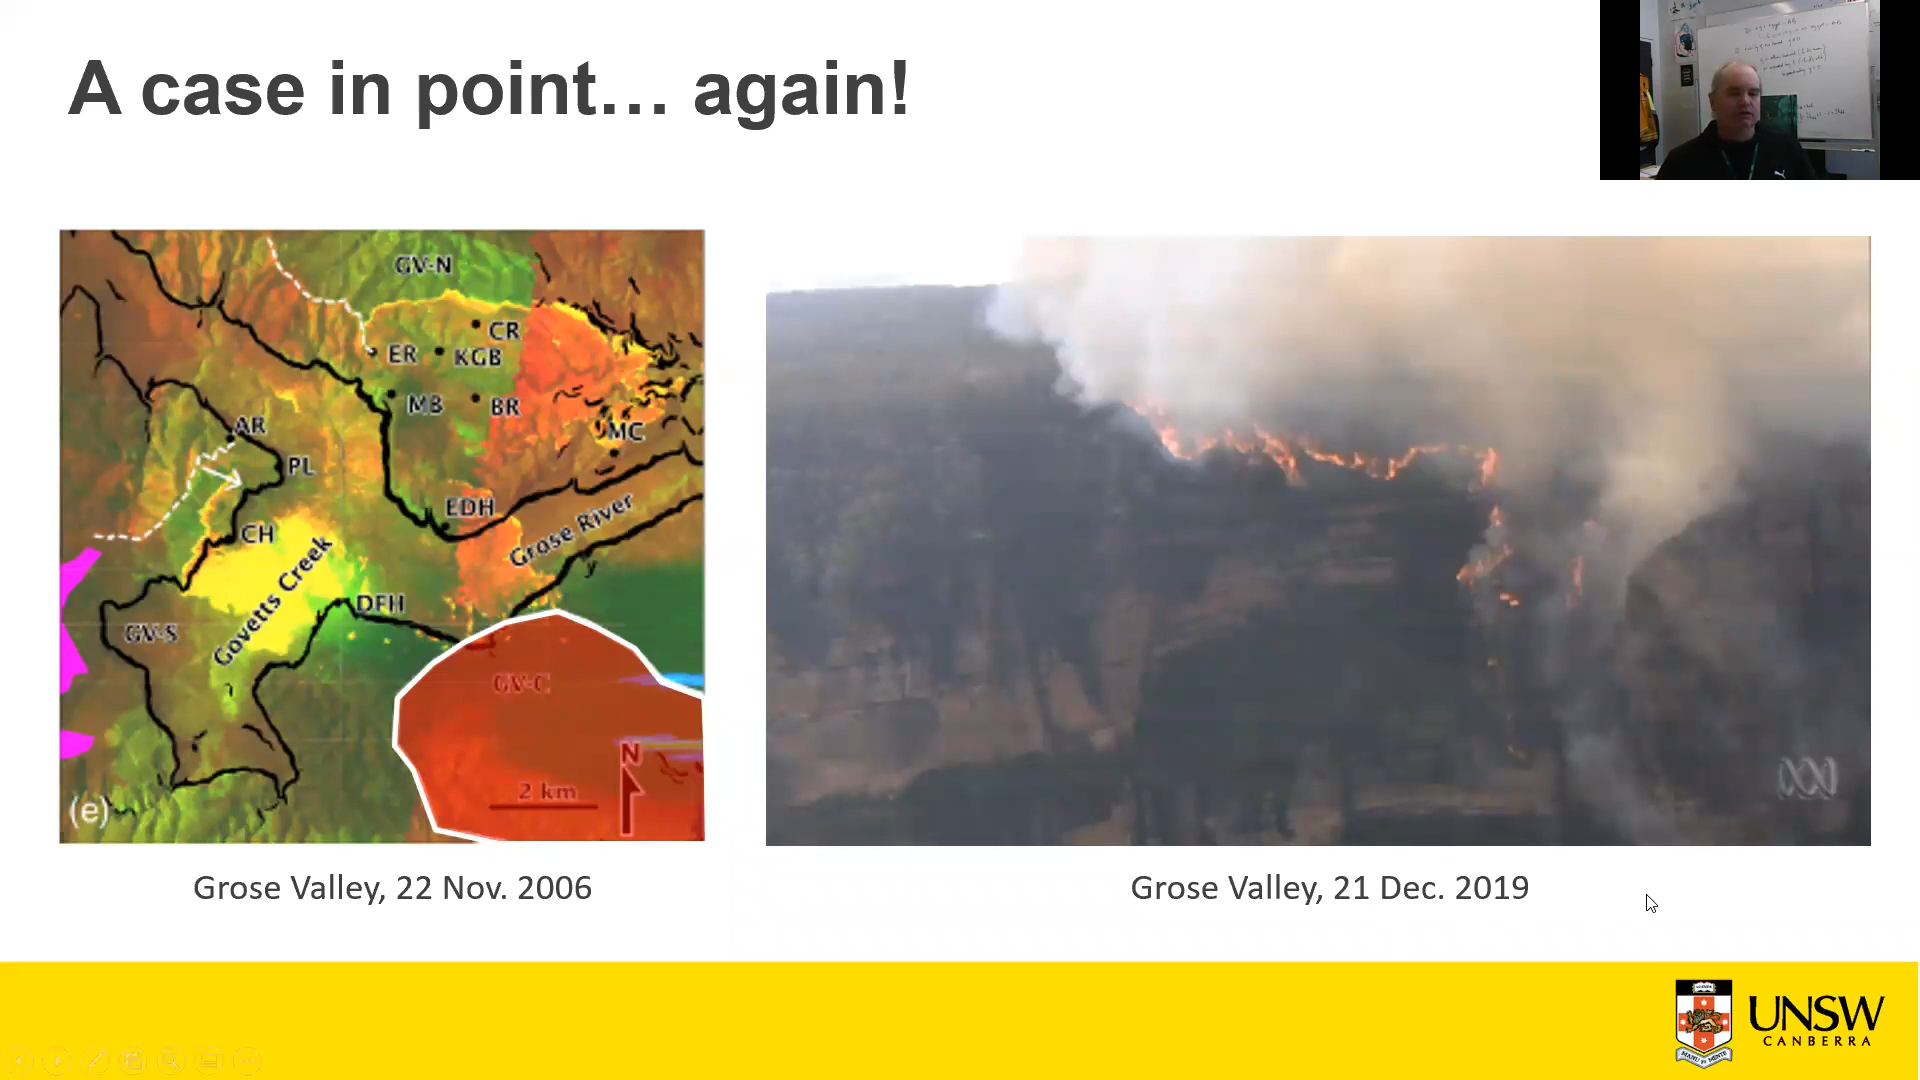 A case in point… again!
GV-N
CR
ER
KGB
MB
BR
AR
MC
PL
EDH
Grose River
CH
Govetts Creek
DFH
GV-S
GV-C
N
2 km
(e)
Grose Valley, 22 Nov. 2006
Grose Valley, 21 Dec. 2019
UNSW
CANBERRA